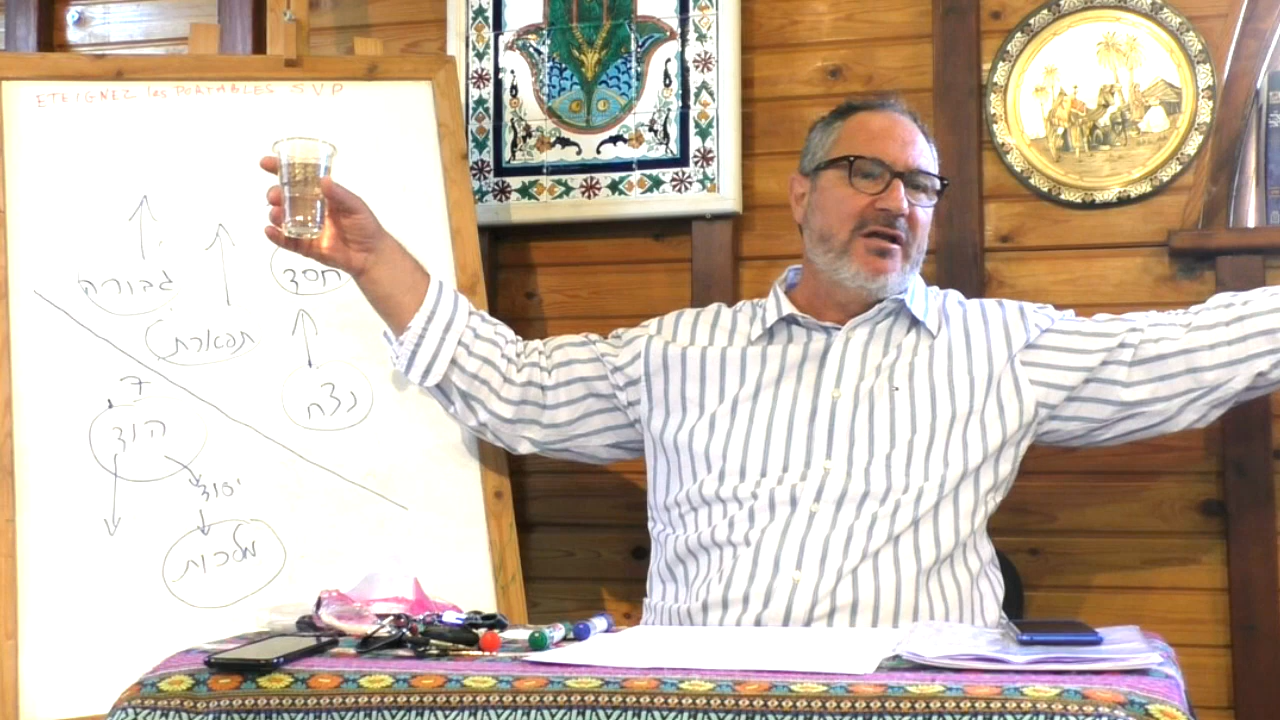 ETEIGNEZ les PORTABLES SVP
חסד
גבורה
תפארת
נצח
ד
הוד
יסוד
מלכות